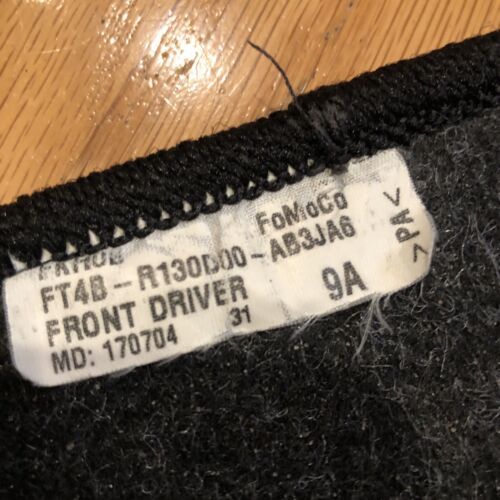 FoMoCo
FT4B-R130D00-AB3JA6
FRONT DRIVER 9A
MD: 170704 31
>PA<